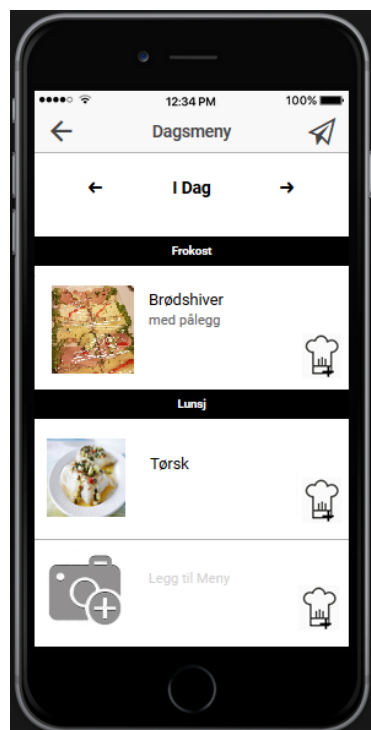 12:34 PM
100%
Dagsmeny
I Dag
Frokost
Brødshiver
med pålegg
Lunsj
Tørsk
Legg til Meny